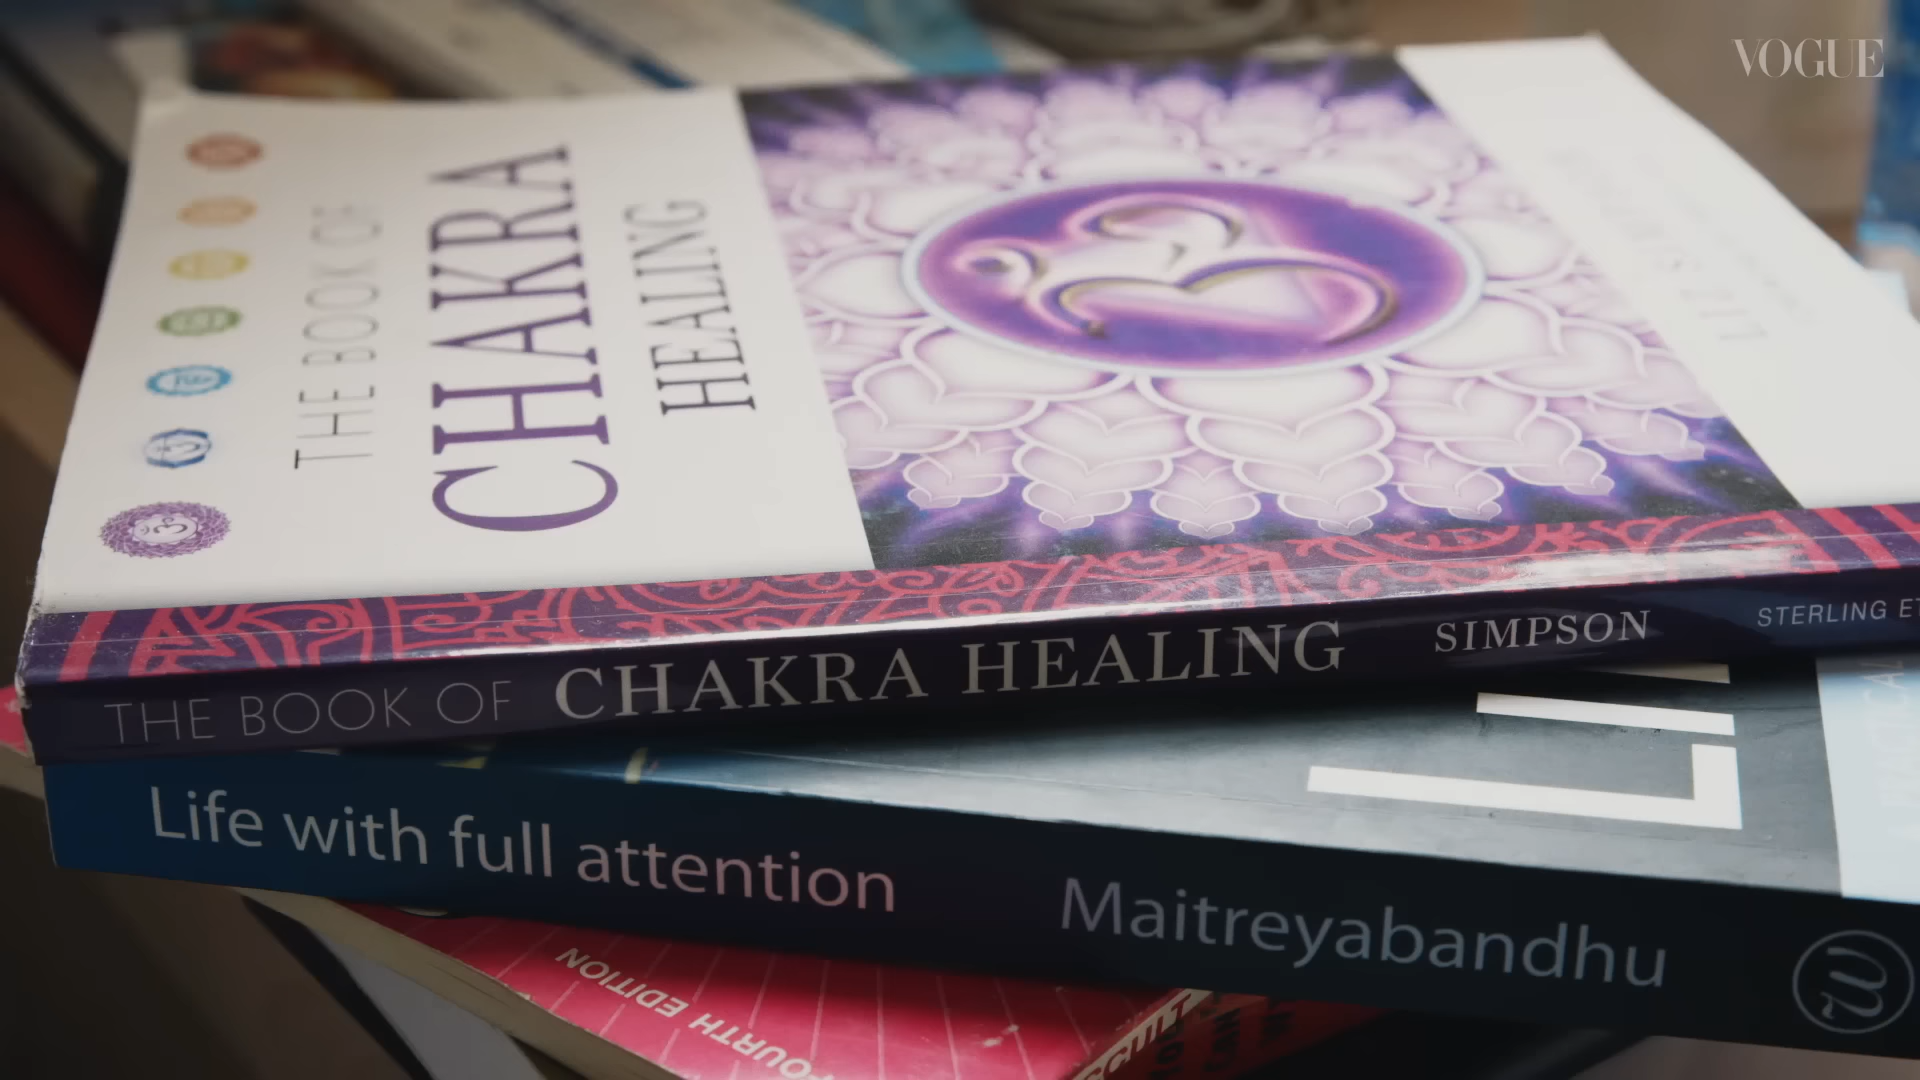 VOGUE
THE BOOK OF
CHAKRA
HEALING
THE BOOK OF CHAKRA HEALING SIMPSON STERLING
Life with full attention Maitreyabandhu
FOURTH EDITION